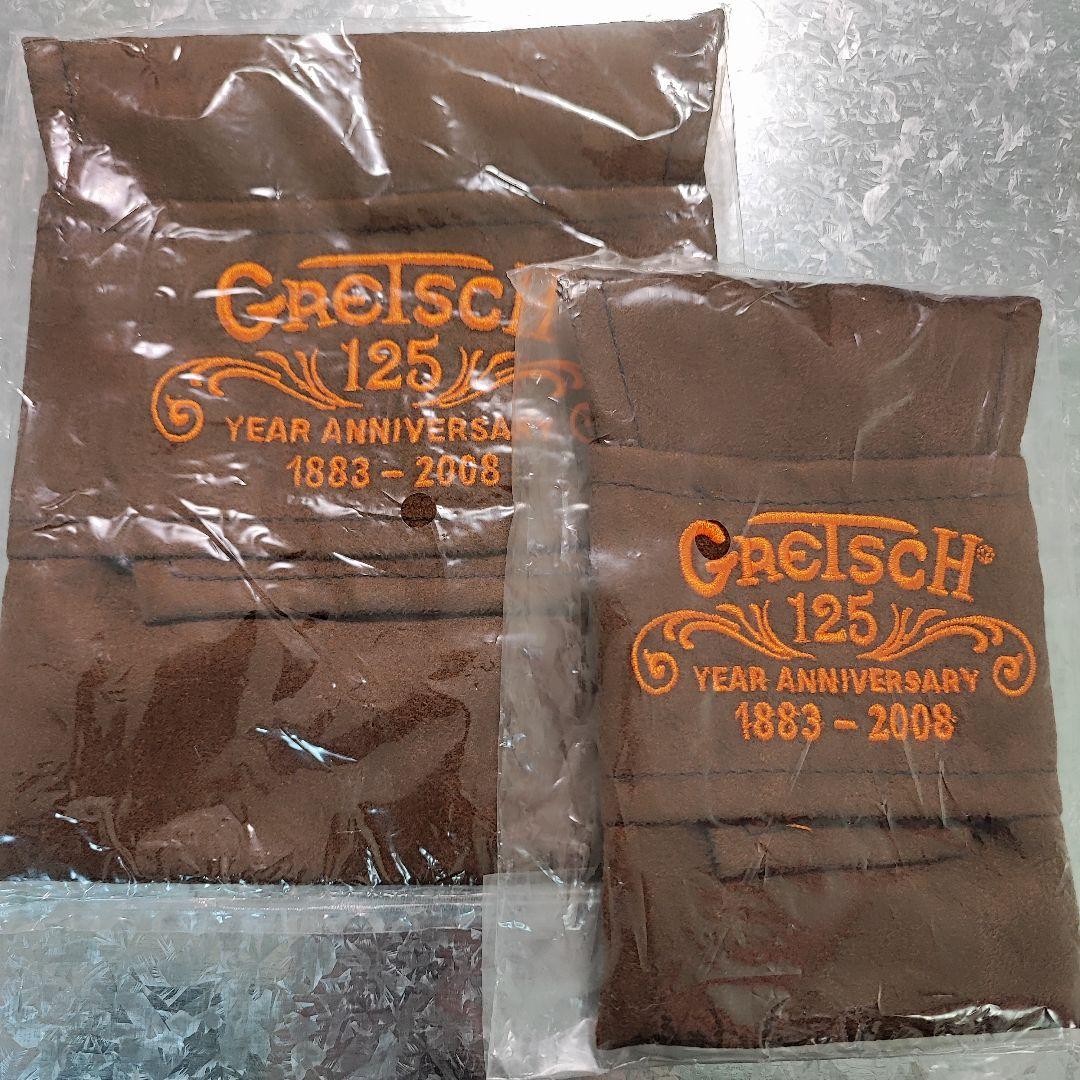 GRETSCH
125
YEAR ANNIVERSARY
1883 – 2008
GRETSCH®
125
YEAR ANNIVERSARY
1883 – 2008